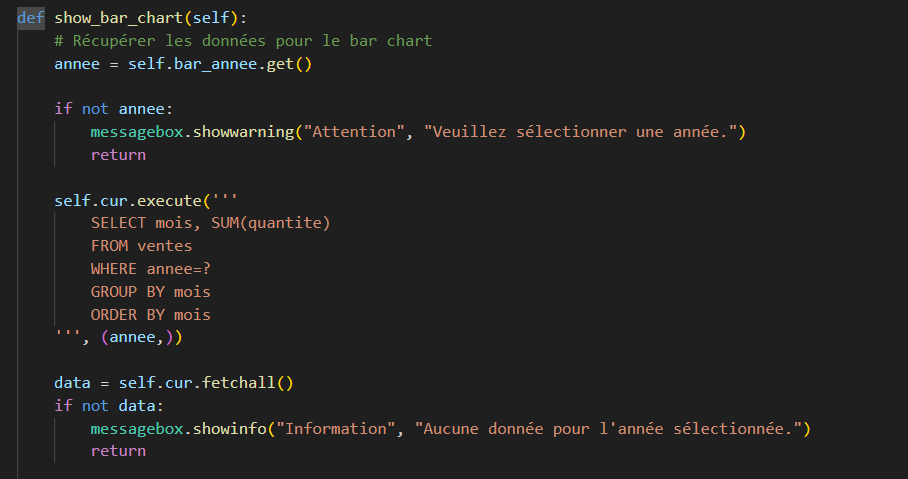 def show_bar_chart(self):
    # Récupérer les données pour le bar chart
    annee = self.bar_annee.get()

    if not annee:
        messagebox.showwarning("Attention", "Veuillez sélectionner une année.")
        return

    self.cur.execute('''
        SELECT mois, SUM(quantite)
        FROM ventes
        WHERE annee=?
        GROUP BY mois
        ORDER BY mois
    ''', (annee,))

    data = self.cur.fetchall()
    if not data:
        messagebox.showinfo("Information", "Aucune donnée pour l'année sélectionnée.")
        return